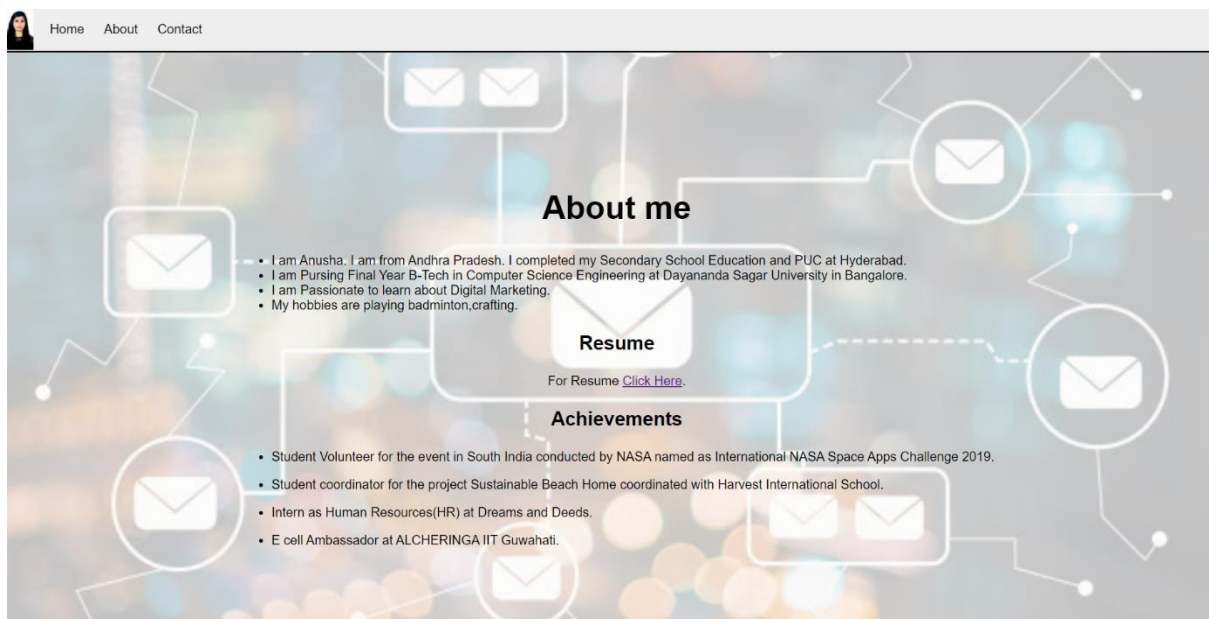 Home About Contact
About me
• I am Anusha. I am from Andhra Pradesh. I completed my Secondary School Education and PUC at Hyderabad.
• I am Pursing Final Year B-Tech in Computer Science Engineering at Dayananda Sagar University in Bangalore.
• I am Passionate to learn about Digital Marketing.
• My hobbies are playing badminton,crafting.
Resume
For Resume Click Here.
Achievements
• Student Volunteer for the event in South India conducted by NASA named as International NASA Space Apps Challenge 2019.
• Student coordinator for the project Sustainable Beach Home coordinated with Harvest International School.
• Intern as Human Resources(HR) at Dreams and Deeds.
• E cell Ambassador at ALCHERINGA IIT Guwahati.